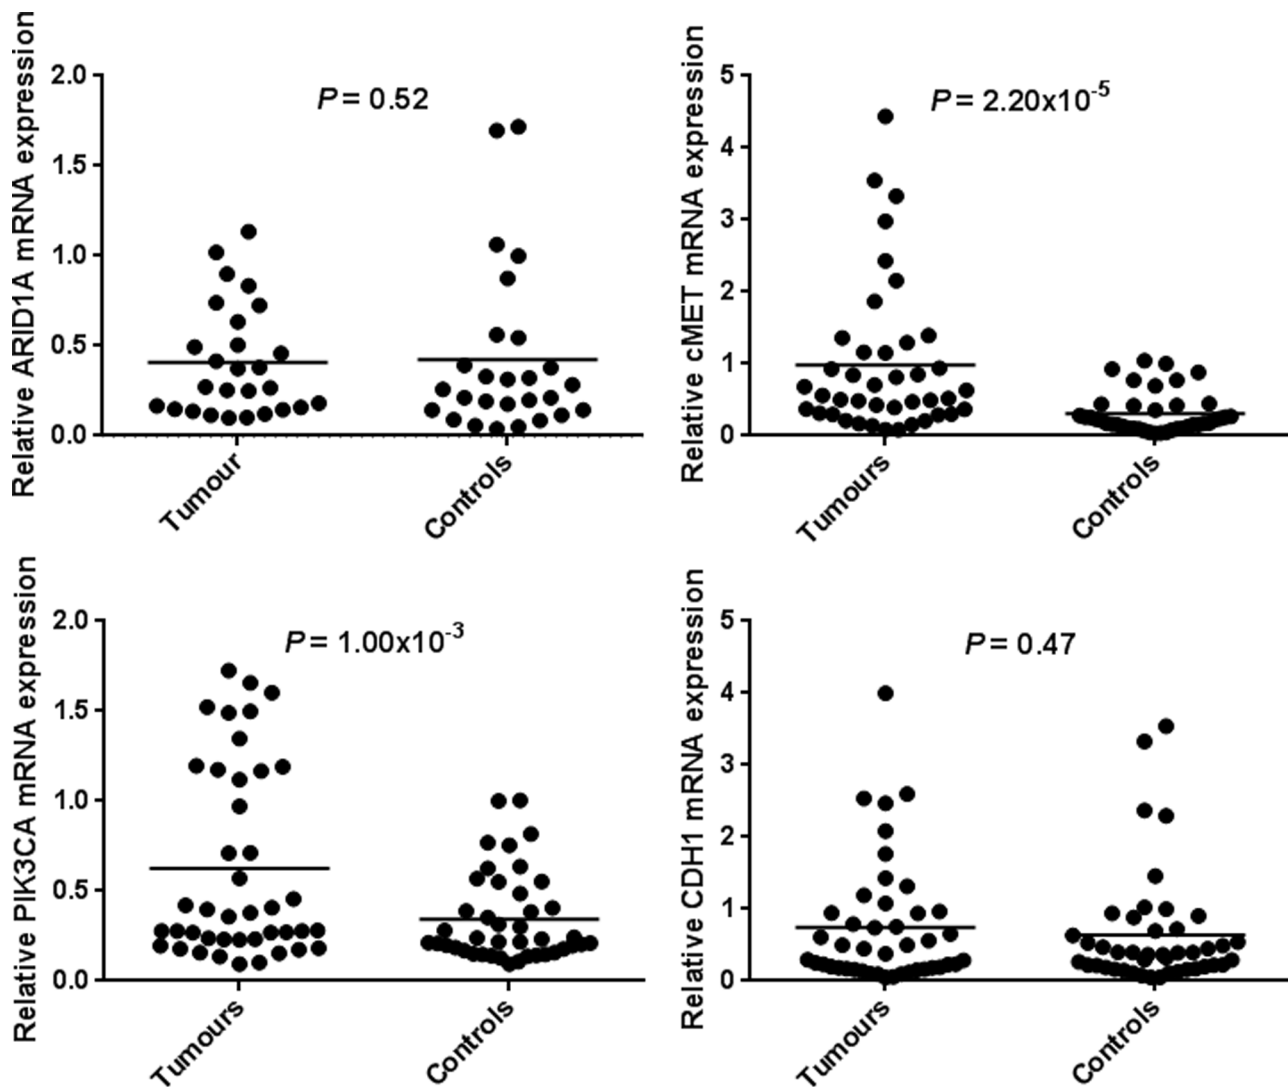 Relative ARID1A mRNA expression
2.0
1.5
1.0
0.5
0.0
P = 0.52
Tumour
Controls
Relative cMET mRNA expression
5
4
3
2
1
0
P = 2.20x10⁻⁵
Tumours
Controls
Relative PIK3CA mRNA expression
2.0
1.5
1.0
0.5
0.0
P = 1.00x10⁻³
Tumours
Controls
Relative CDH1 mRNA expression
5
4
3
2
1
0
P = 0.47
Tumours
Controls